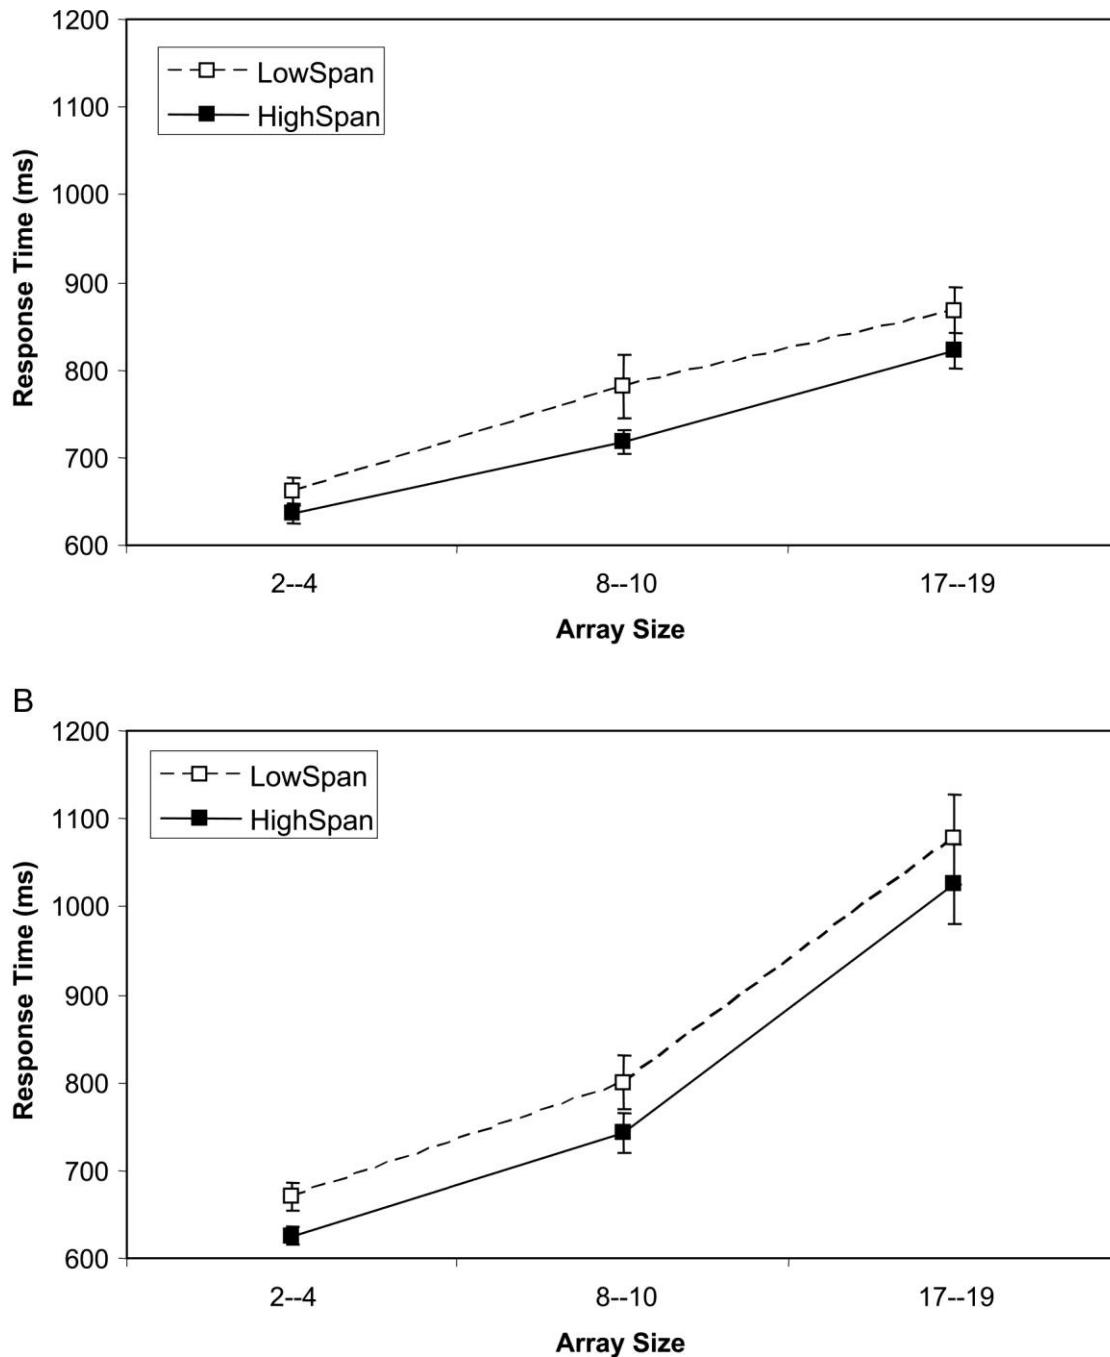 1200
1100
1000
900
800
700
600
Response Time (ms)
LowSpan
HighSpan
2--4 8--10 17--19
Array Size
B
1200
1100
1000
900
800
700
600
Response Time (ms)
LowSpan
HighSpan
2--4 8--10 17--19
Array Size